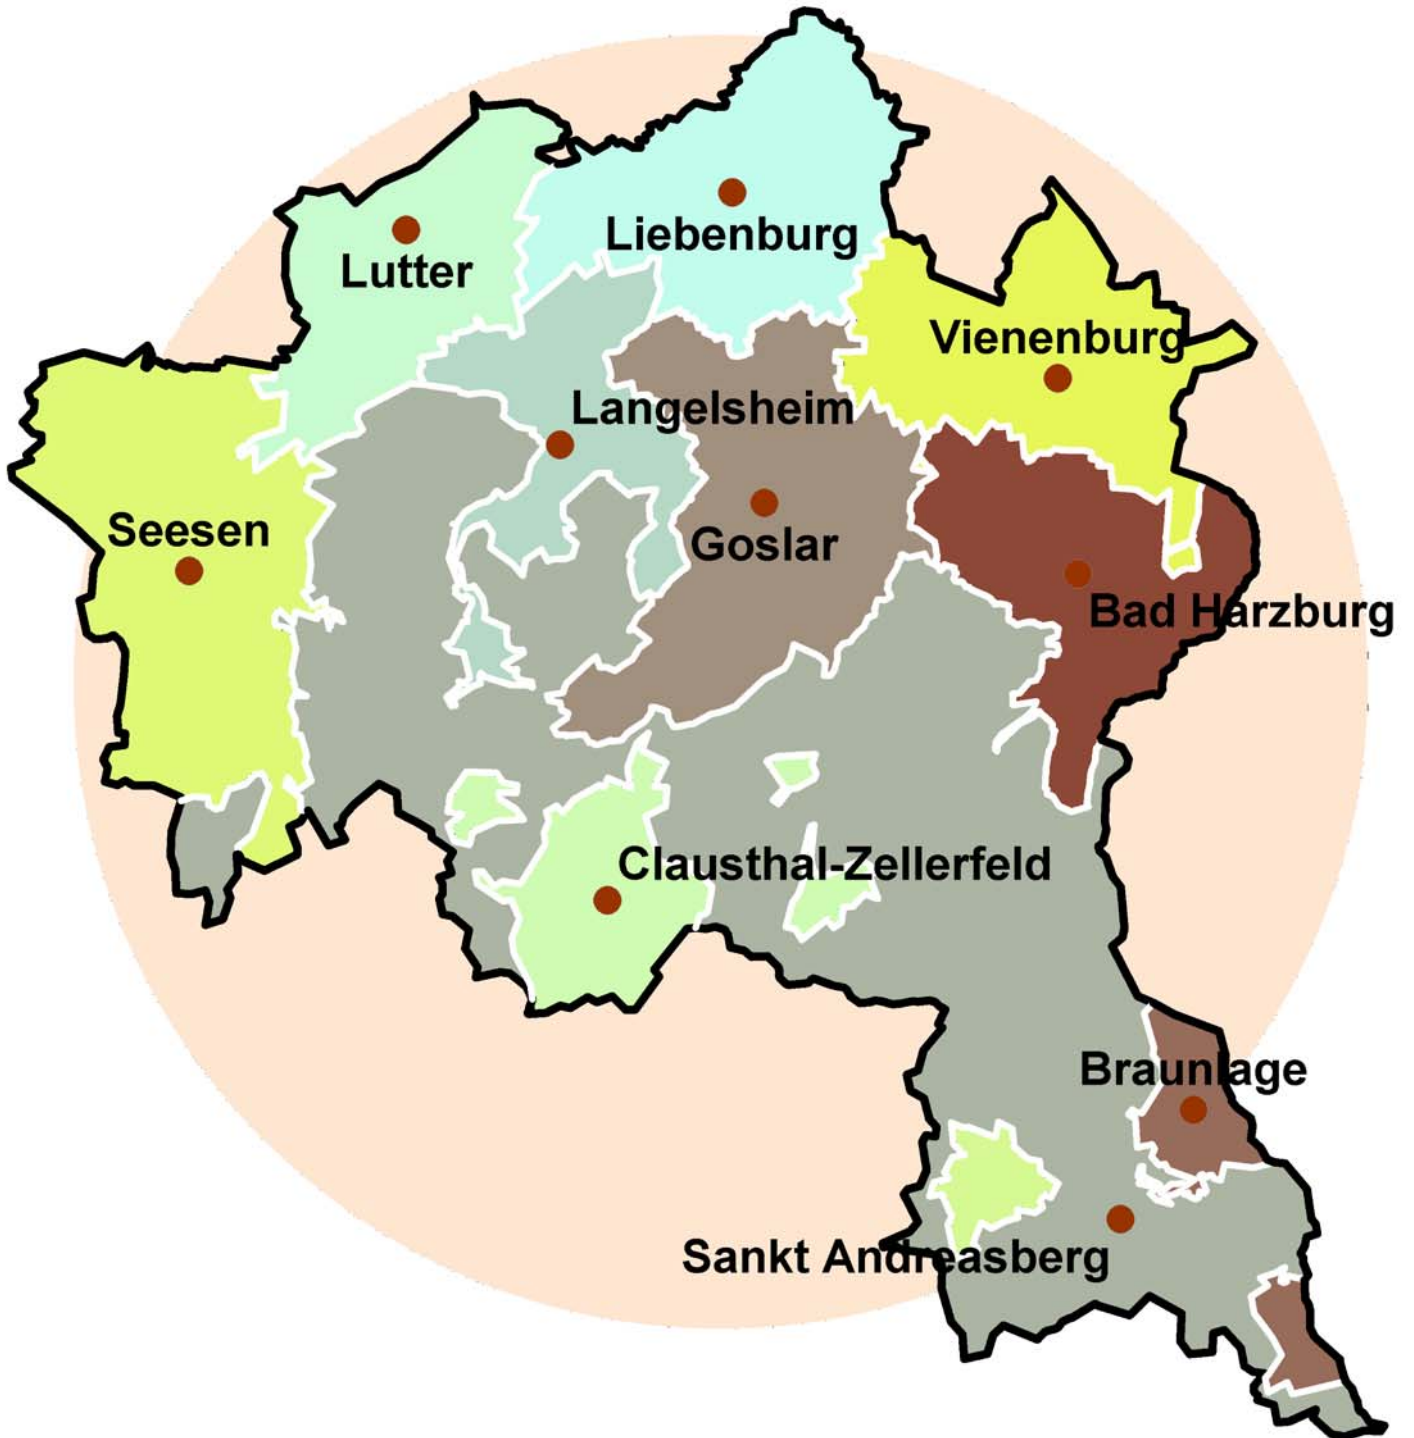 Liebenburg
Lutter
Vienenburg
Langelsheim
Seesen
Goslar
Bad Harzburg
Clausthal-Zellerfeld
Braunlage
Sankt Andreasberg